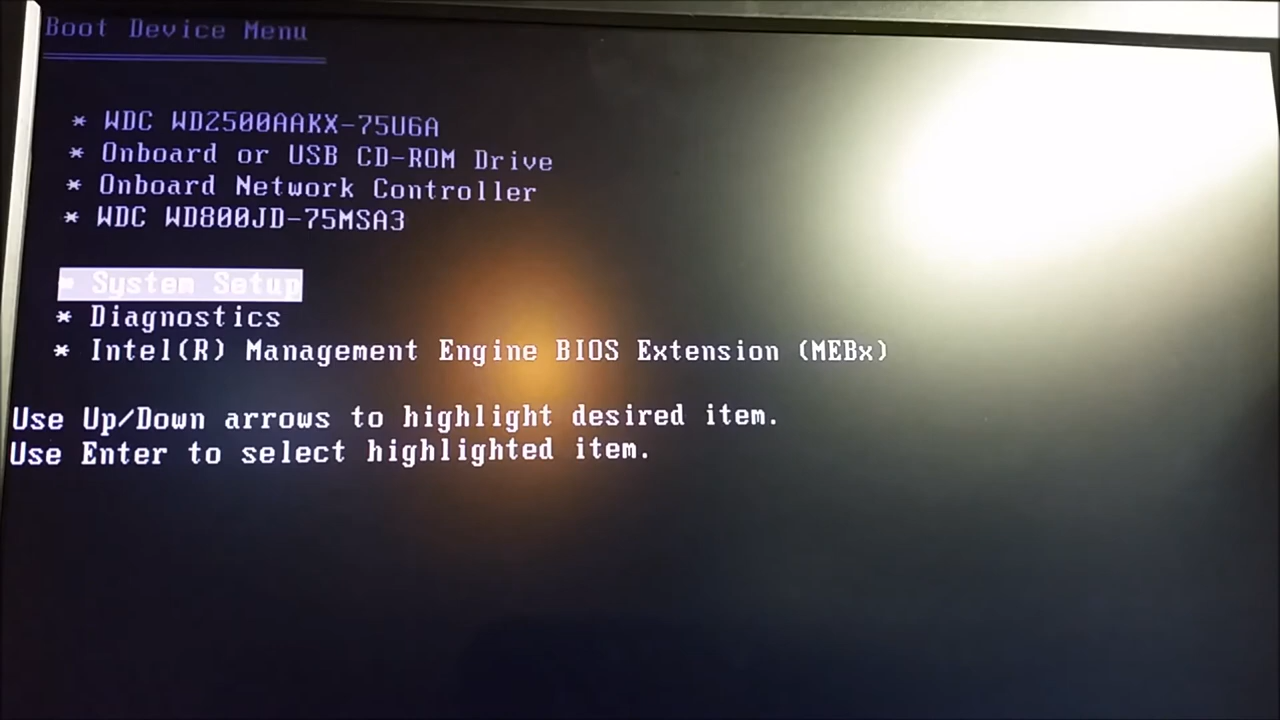 Boot Device Menu
* WDC WD2500AAKX-75U6A
* Onboard or USB CD-ROM Drive
* Onboard Network Controller
* WDC WD800JD-75MSA3
* System Setup
* Diagnostics
* Intel(R) Management Engine BIOS Extension (MEBx)
Use Up/Down arrows to highlight desired item.
Use Enter to select highlighted item.